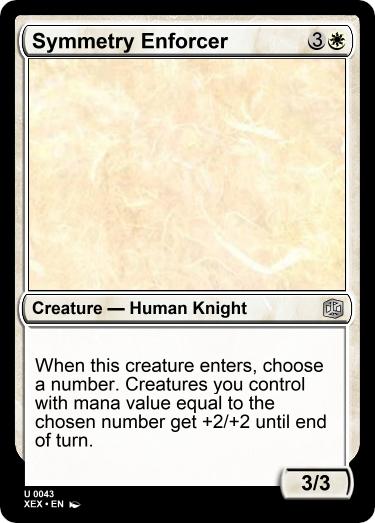 Symmetry Enforcer 3
Creature — Human Knight
When this creature enters, choose
a number. Creatures you control
with mana value equal to the
chosen number get +2/+2 until end
of turn.
3/3
U 0043
XEX • EN